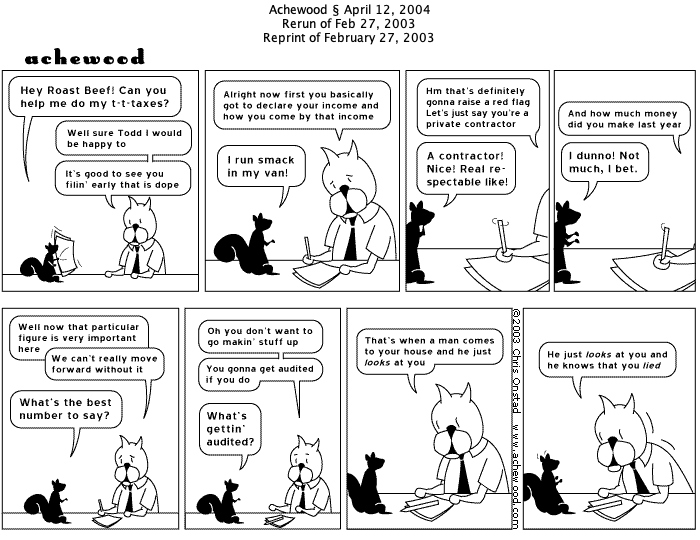 Achewood § April 12, 2004
Rerun of Feb 27, 2003
Reprint of February 27, 2003
achewood
Hey Roast Beef! Can you
help me do my t-t-taxes?
Well sure Todd I would
be happy to
It's good to see you
filin' early that is dope
Alright now first you basically
got to declare your income and
how you come by that income
I run smack
in my van!
Hm that's definitely
gonna raise a red flag
Let's just say you're a
private contractor
A contractor!
Nice! Real re-
spectable like!
And how much money
did you make last year
I dunno! Not
much, I bet.
Well now that particular
figure is very important
here
We can't really move
forward without it
What's the best
number to say?
Oh you don't want to
go makin' stuff up
You gonna get audited
if you do
What's
gettin'
audited?
That's when a man comes
to your house and he just
looks at you
©2003 Chris Onstad www.achewood.com
He just looks at you and
he knows that you lied